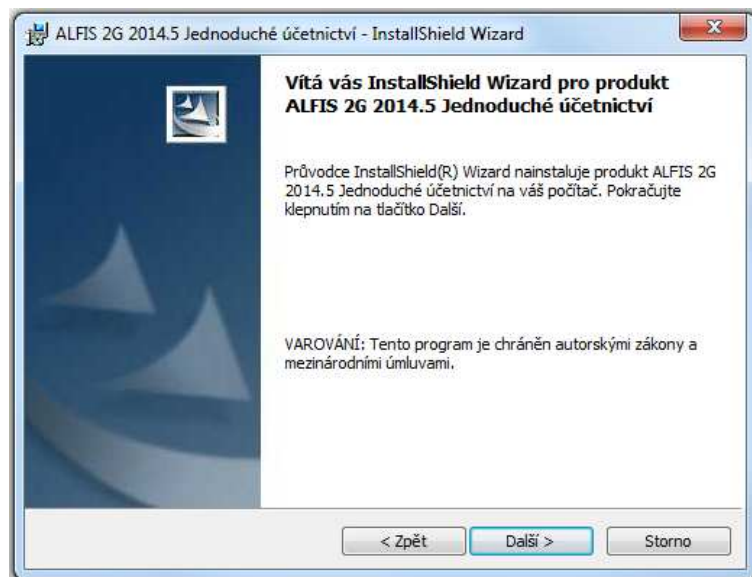 ALFIS 2G 2014.5 Jednoduché účetnictví - InstallShield Wizard
Vítá vás InstallShield Wizard pro produkt
ALFIS 2G 2014.5 Jednoduché účetnictví
Průvodce InstallShield(R) Wizard nainstaluje produkt ALFIS 2G
2014.5 Jednoduché účetnictví na váš počítač. Pokračujte
klepnutím na tlačítko Další.
VAROVÁNÍ: Tento program je chráněn autorskými zákony a
mezinárodními úmluvami.
< Zpět
Další >
Storno